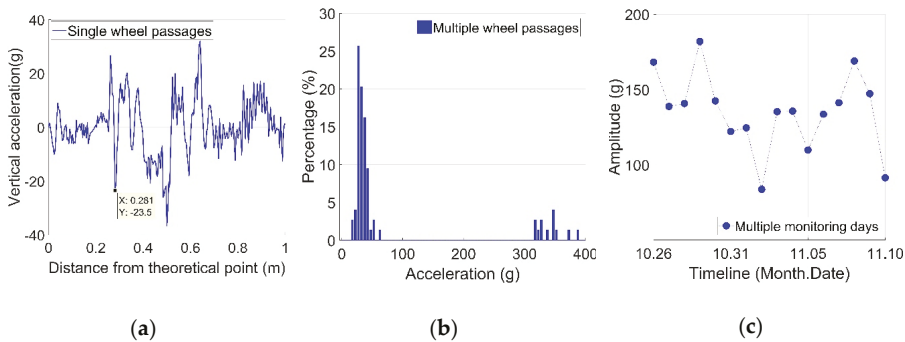 Single wheel passages
Vertical acceleration(g)
40
20
0
-20
-40
X: 0.281
Y: -23.5
0 0.2 0.4 0.6 0.8 1
Distance from theoretical point (m)
(a)
Multiple wheel passages
Percentage (%)
30
25
20
15
10
5
0
0 100 200 300 400
Acceleration (g)
(b)
Amplitude (g)
200
150
100
Multiple monitoring days
10.26 10.31 11.05 11.10
Timeline (Month.Date)
(c)